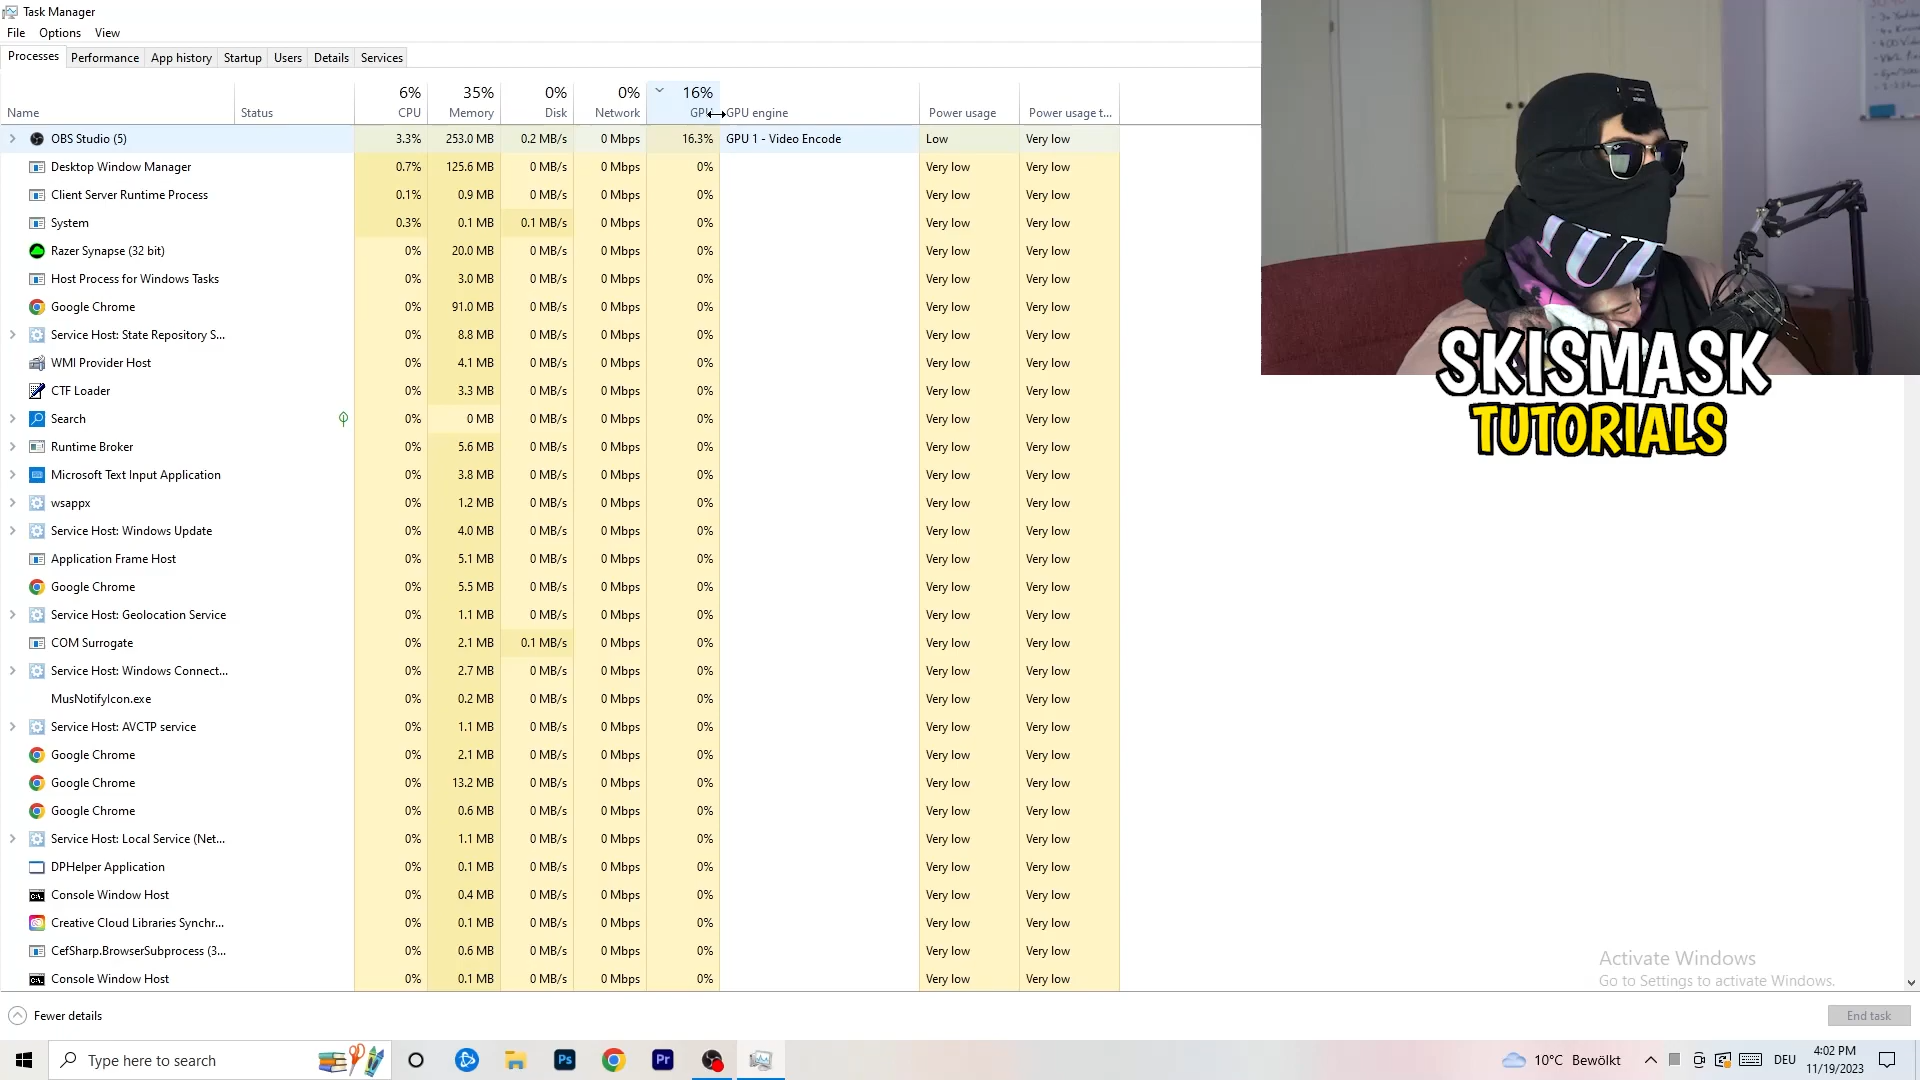 Task Manager
File Options View
Processes Performance App history Startup Users Details Services
6% 35% 0% 0% 16%
Name Status CPU Memory Disk Network GPU GPU engine Power usage Power usage t...
OBS Studio (5) 3.3% 253.0 MB 0.2 MB/s 0 Mbps 16.3% GPU 1 - Video Encode Low Very low
Desktop Window Manager 0.7% 125.6 MB 0 MB/s 0 Mbps 0% Very low Very low
Client Server Runtime Process 0.1% 0.9 MB 0 MB/s 0 Mbps 0% Very low Very low
System 0.3% 0.1 MB 0.1 MB/s 0 Mbps 0% Very low Very low
Razer Synapse (32 bit) 0% 20.0 MB 0 MB/s 0 Mbps 0% Very low Very low
Host Process for Windows Tasks 0% 3.0 MB 0 MB/s 0 Mbps 0% Very low Very low
Google Chrome 0% 91.0 MB 0 MB/s 0 Mbps 0% Very low Very low
Service Host: State Repository S... 0% 8.8 MB 0 MB/s 0 Mbps 0% Very low Very low
WMI Provider Host 0% 4.1 MB 0 MB/s 0 Mbps 0% Very low Very low
CTF Loader 0% 3.3 MB 0 MB/s 0 Mbps 0% Very low Very low
Search 0% 0 MB 0 MB/s 0 Mbps 0% Very low Very low
Runtime Broker 0% 5.6 MB 0 MB/s 0 Mbps 0% Very low Very low
Microsoft Text Input Application 0% 3.8 MB 0 MB/s 0 Mbps 0% Very low Very low
wsappx 0% 1.2 MB 0 MB/s 0 Mbps 0% Very low Very low
Service Host: Windows Update 0% 4.0 MB 0 MB/s 0 Mbps 0% Very low Very low
Application Frame Host 0% 5.1 MB 0 MB/s 0 Mbps 0% Very low Very low
Google Chrome 0% 5.5 MB 0 MB/s 0 Mbps 0% Very low Very low
Service Host: Geolocation Service 0% 1.1 MB 0 MB/s 0 Mbps 0% Very low Very low
COM Surrogate 0% 2.1 MB 0.1 MB/s 0 Mbps 0% Very low Very low
Service Host: Windows Connect... 0% 2.7 MB 0 MB/s 0 Mbps 0% Very low Very low
MusNotifyIcon.exe 0% 0.2 MB 0 MB/s 0 Mbps 0% Very low Very low
Service Host: AVCTP service 0% 1.1 MB 0 MB/s 0 Mbps 0% Very low Very low
Google Chrome 0% 2.1 MB 0 MB/s 0 Mbps 0% Very low Very low
Google Chrome 0% 13.2 MB 0 MB/s 0 Mbps 0% Very low Very low
Google Chrome 0% 0.6 MB 0 MB/s 0 Mbps 0% Very low Very low
Service Host: Local Service (Net... 0% 1.1 MB 0 MB/s 0 Mbps 0% Very low Very low
DPHelper Application 0% 0.1 MB 0 MB/s 0 Mbps 0% Very low Very low
Console Window Host 0% 0.4 MB 0 MB/s 0 Mbps 0% Very low Very low
Creative Cloud Libraries Synchr... 0% 0.1 MB 0 MB/s 0 Mbps 0% Very low Very low
CefSharp.BrowserSubprocess (3... 0% 0.6 MB 0 MB/s 0 Mbps 0% Very low Very low
Console Window Host 0% 0.1 MB 0 MB/s 0 Mbps 0% Very low Very low
SKISMASK
TUTORIALS
Activate Windows
Go to Settings to activate Windows.
Fewer details
End task
Type here to search
Ps
Pr
10°C Bewölkt
DEU
4:02 PM
11/19/2023